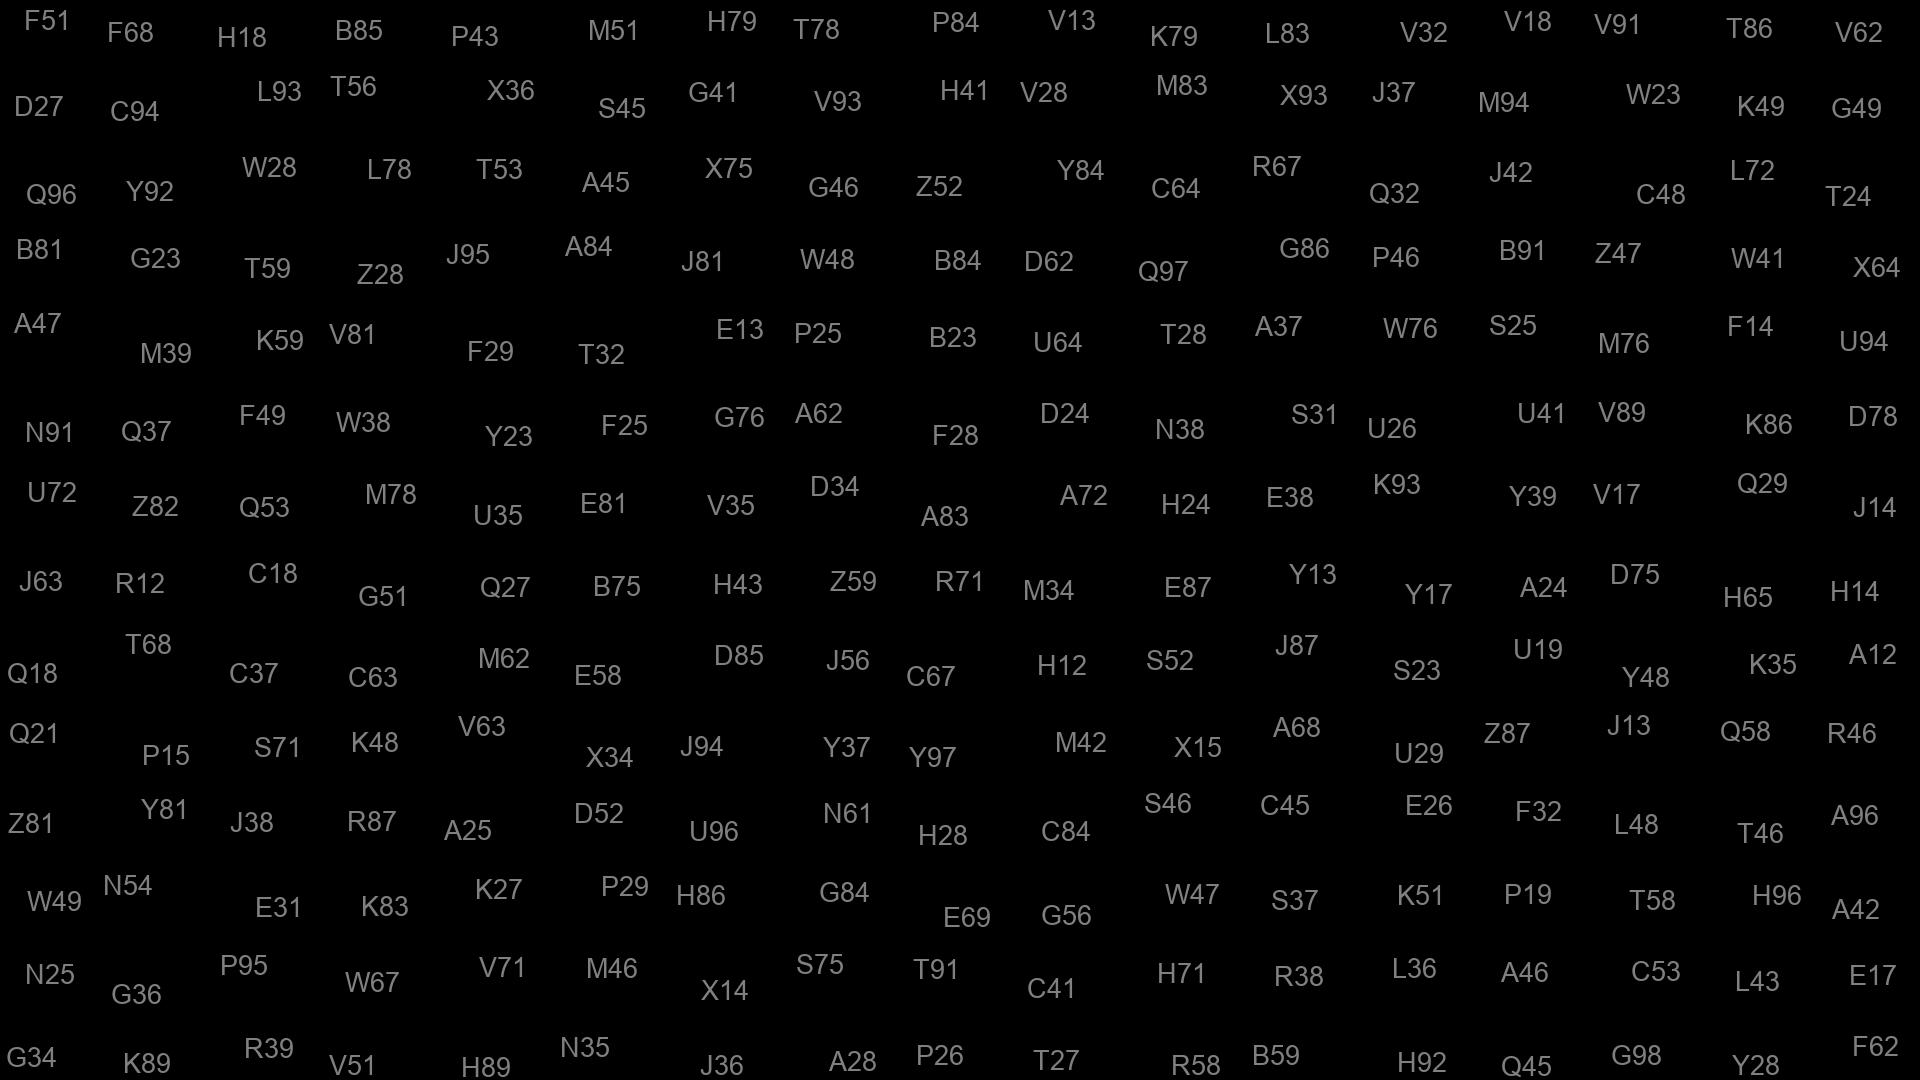 F51 F68 H18 B85 P43 M51 H79 T78 P84 V13 K79 L83 V32 V18 V91 T86 V62
D27 C94 L93 T56 X36 S45 G41 V93 H41 V28 M83 X93 J37 M94 W23 K49 G49
Q96 Y92 W28 L78 T53 A45 X75 G46 Z52 Y84 C64 R67 Q32 J42 C48 L72 T24
B81 G23 T59 Z28 J95 A84 J81 W48 B84 D62 Q97 G86 P46 B91 Z47 W41 X64
A47 M39 K59 V81 F29 T32 E13 P25 B23 U64 T28 A37 W76 S25 M76 F14 U94
N91 Q37 F49 W38 Y23 F25 G76 A62 F28 D24 N38 S31 U26 U41 V89 K86 D78
U72 Z82 Q53 M78 U35 E81 V35 D34 A83 A72 H24 E38 K93 Y39 V17 Q29 J14
J63 R12 C18 G51 Q27 B75 H43 Z59 R71 M34 E87 Y13 Y17 A24 D75 H65 H14
Q18 T68 C37 C63 M62 E58 D85 J56 C67 H12 S52 J87 S23 U19 Y48 K35 A12
Q21 P15 S71 K48 V63 X34 J94 Y37 Y97 M42 X15 A68 U29 Z87 J13 Q58 R46
Z81 Y81 J38 R87 A25 D52 U96 N61 H28 C84 S46 C45 E26 F32 L48 T46 A96
W49 N54 E31 K83 K27 P29 H86 G84 E69 G56 W47 S37 K51 P19 T58 H96 A42
N25 G36 P95 W67 V71 M46 X14 S75 T91 C41 H71 R38 L36 A46 C53 L43 E17
G34 K89 R39 V51 H89 N35 J36 A28 P26 T27 R58 B59 H92 Q45 G98 Y28 F62